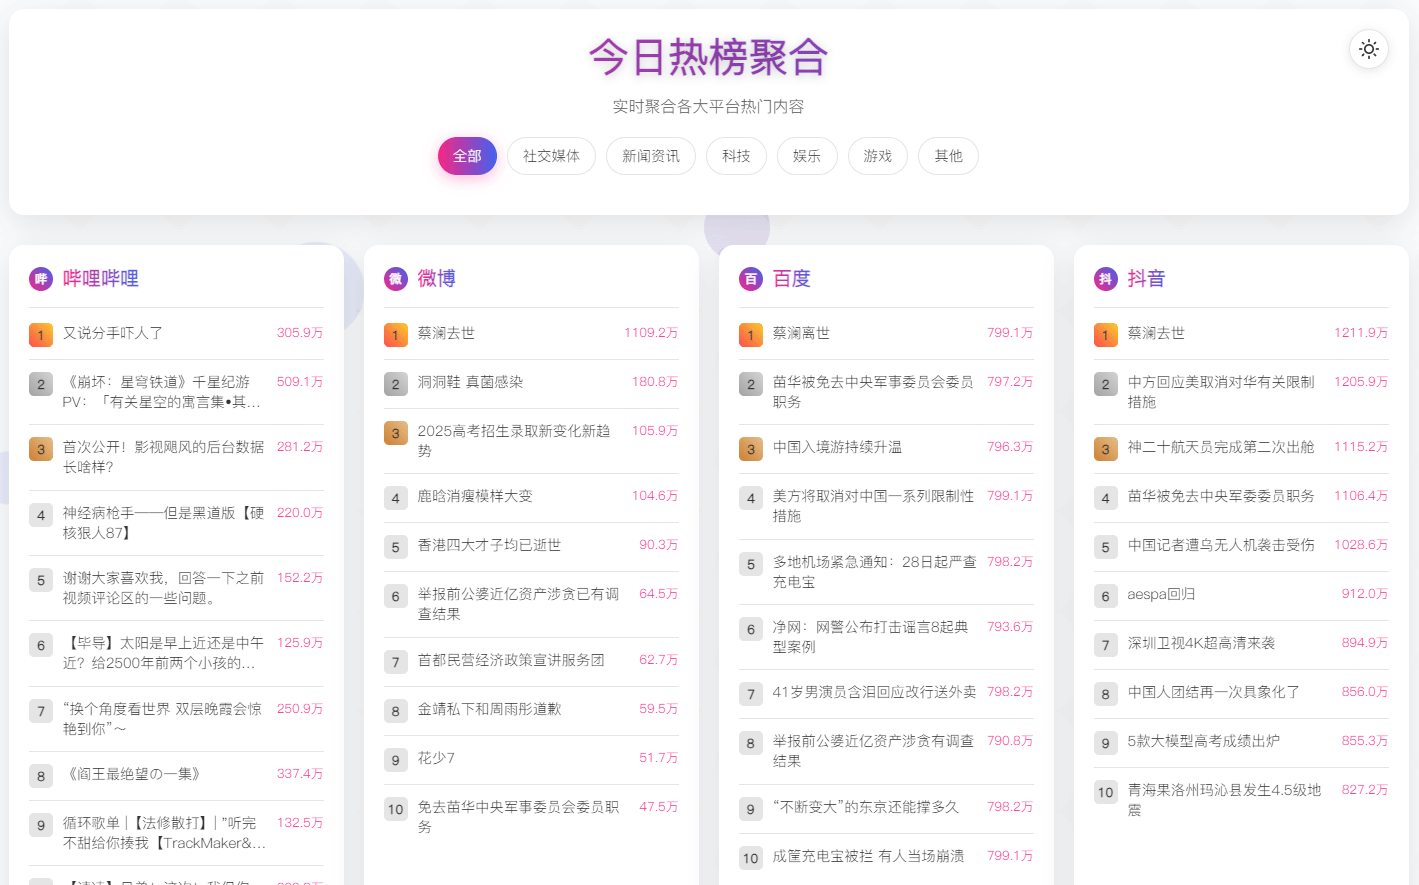 今日热榜聚合
实时聚合各大平台热门内容
全部 社交媒体 新闻资讯 科技 娱乐 游戏 其他
哔 哔哩哔哩
1 又说分手吓人了 305.9万
2 《崩坏：星穹铁道》千星纪游 509.1万
PV：「有关星空的寓言集•其...
3 首次公开！影视飓风的后台数据 281.2万
长啥样？
4 神经病枪手——但是黑道版【硬 220.0万
核狠人87】
5 谢谢大家喜欢我，回答一下之前 152.2万
视频评论区的一些问题。
6 【毕导】太阳是早上近还是中午 125.9万
近？给2500年前两个小孩的...
7 “换个角度看世界 双层晚霞会惊 250.9万
艳到你”～
8 《阎王最绝望の一集》 337.4万
9 循环歌单 |【法修散打】| "听完 132.5万
不甜给你揍我【TrackMaker&...
微 微博
1 蔡澜去世 1109.2万
2 洞洞鞋 真菌感染 180.8万
3 2025高考招生录取新变化新趋 105.9万
势
4 鹿晗消瘦模样大变 104.6万
5 香港四大才子均已逝世 90.3万
6 举报前公婆近亿资产涉贪已有调 64.5万
查结果
7 首都民营经济政策宣讲服务团 62.7万
8 金靖私下和周雨彤道歉 59.5万
9 花少7 51.7万
10 免去苗华中央军事委员会委员职 47.5万
务
百 百度
1 蔡澜离世 799.1万
2 苗华被免去中央军事委员会委员 797.2万
职务
3 中国入境游持续升温 796.3万
4 美方将取消对中国一系列限制性 799.1万
措施
5 多地机场紧急通知：28日起严查 798.2万
充电宝
6 净网：网警公布打击谣言8起典 793.6万
型案例
7 41岁男演员含泪回应改行送外卖 798.2万
8 举报前公婆近亿资产涉贪有调查 790.8万
结果
9 “不断变大”的东京还能撑多久 798.2万
10 成筐充电宝被拦 有人当场崩溃 799.1万
抖 抖音
1 蔡澜去世 1211.9万
2 中方回应美取消对华有关限制 1205.9万
措施
3 神二十航天员完成第二次出舱 1115.2万
4 苗华被免去中央军委委员职务 1106.4万
5 中国记者遭乌无人机袭击受伤 1028.6万
6 aespa回归 912.0万
7 深圳卫视4K超高清来袭 894.9万
8 中国人团结再一次具象化了 856.0万
9 5款大模型高考成绩出炉 855.3万
10 青海果洛州玛沁县发生4.5级地 827.2万
震